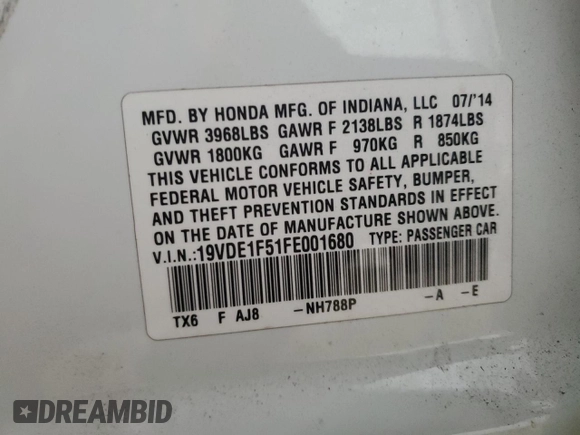 MFD. BY HONDA MFG. OF INDIANA, LLC 07/'14
GVWR 3968LBS GAWR F 2138LBS R 1874LBS
GVWR 1800KG GAWR F 970KG R 850KG
THIS VEHICLE CONFORMS TO ALL APPLICABLE
FEDERAL MOTOR VEHICLE SAFETY, BUMPER,
AND THEFT PREVENTION STANDARDS IN EFFECT
ON THE DATE OF MANUFACTURE SHOWN ABOVE.
V.I.N.:19VDE1F51FE001680 TYPE: PASSENGER CAR
TX6 F AJ8 -NH788P -A -E
DREAMBID